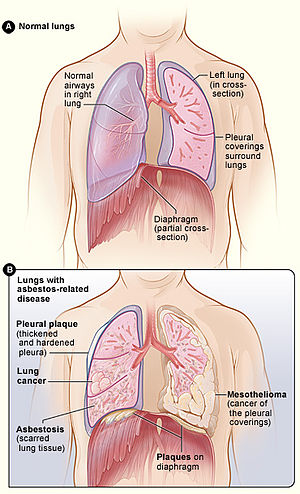 A Normal lungs
Normal
airways
in right
lung
Left lung
(in cross-
section)
Pleural
coverings
surround
lungs
Diaphragm
(partial cross-
section)
B Lungs with
asbestos-related
disease
Pleural plaque
(thickened
and hardened
pleura)
Lung
cancer
Asbestosis
(scarred
lung tissue)
Mesothelioma
(cancer of
the pleural
coverings)
Plaques on
diaphragm